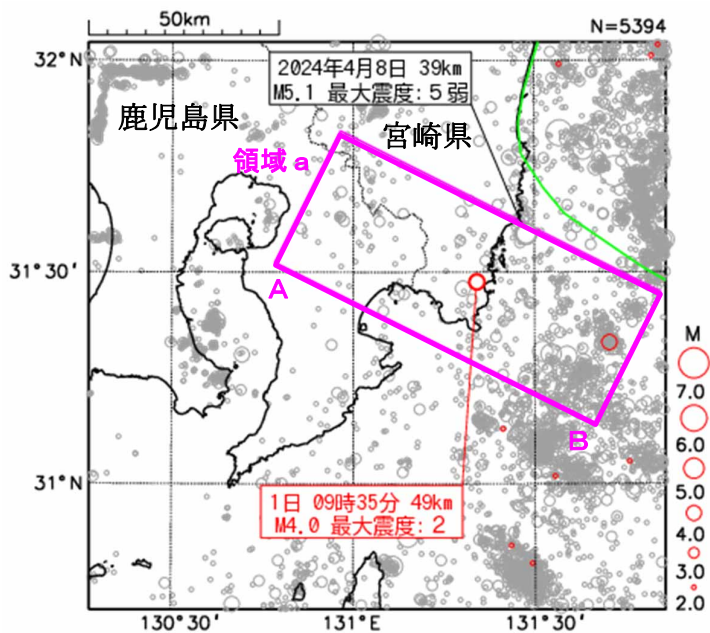 50km
N=5394
32°N
2024年4月8日 39km
M5.1 最大震度:5弱
鹿児島県
宮崎県
領域a
31°30'
A
M
7.0
6.0
B
5.0
31°N
1日 09時35分 49km
M4.0 最大震度:2
4.0
3.0
2.0
130°30'
131°E
131°30'